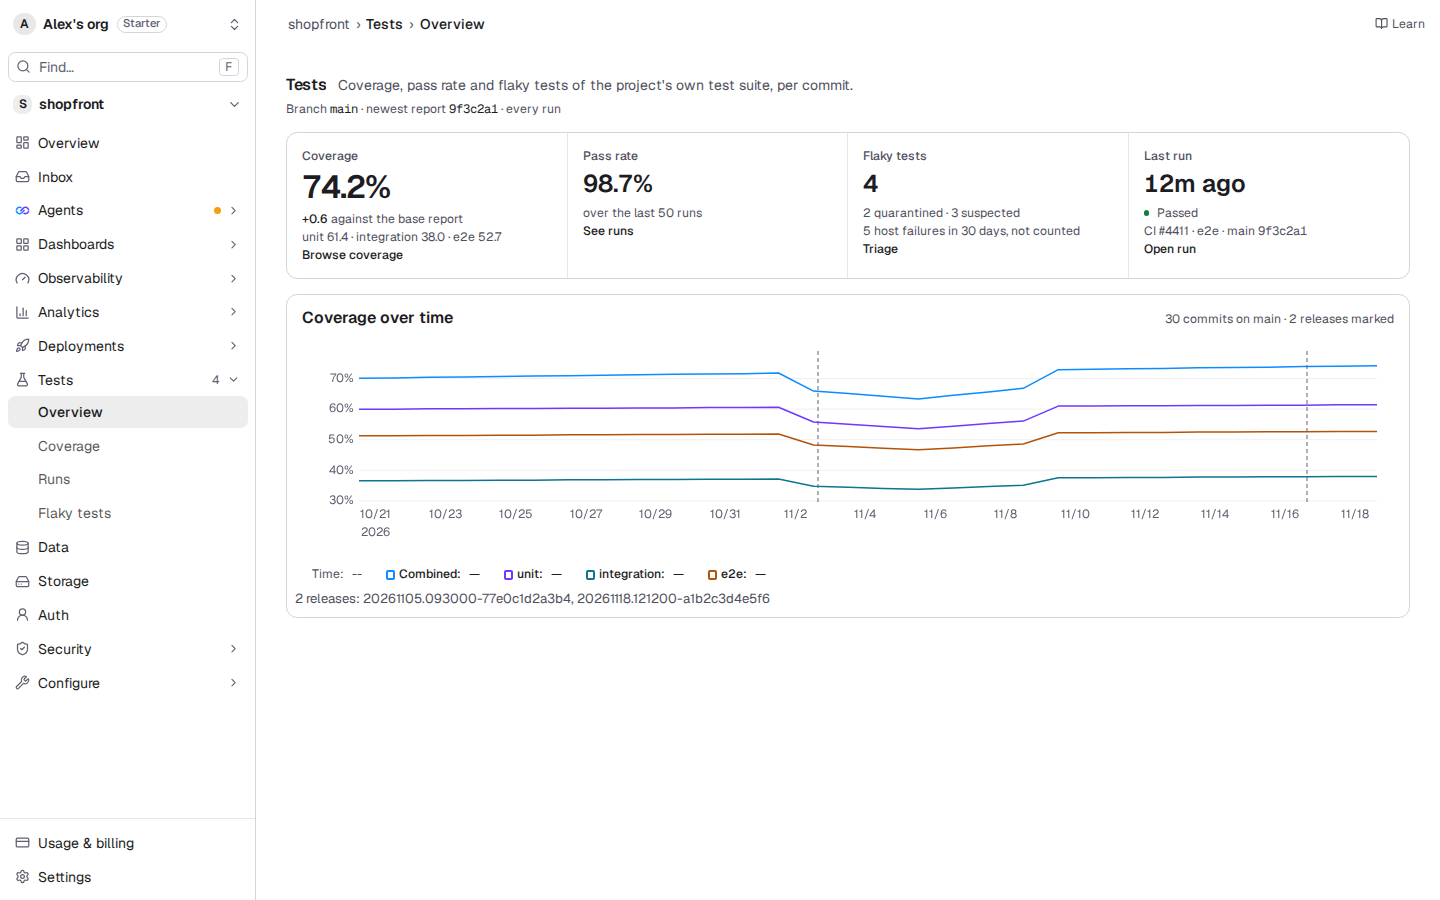 A Alex's org Starter
Find... F
S shopfront
Overview
Inbox
Agents
Dashboards
Observability
Analytics
Deployments
Tests 4
Overview
Coverage
Runs
Flaky tests
Data
Storage
Auth
Security
Configure
Usage & billing
Settings
shopfront › Tests › Overview
Learn
Tests Coverage, pass rate and flaky tests of the project's own test suite, per commit.
Branch main · newest report 9f3c2a1 · every run
Coverage
74.2%
+0.6 against the base report
unit 61.4 · integration 38.0 · e2e 52.7
Browse coverage
Pass rate
98.7%
over the last 50 runs
See runs
Flaky tests
4
2 quarantined · 3 suspected
5 host failures in 30 days, not counted
Triage
Last run
12m ago
Passed
CI #4411 · e2e · main 9f3c2a1
Open run
Coverage over time
30 commits on main · 2 releases marked
70%
60%
50%
40%
30%
10/21 10/23 10/25 10/27 10/29 10/31 11/2 11/4 11/6 11/8 11/10 11/12 11/14 11/16 11/18
2026
Time: -- Combined: — unit: — integration: — e2e: —
2 releases: 20261105.093000-77e0c1d2a3b4, 20261118.121200-a1b2c3d4e5f6